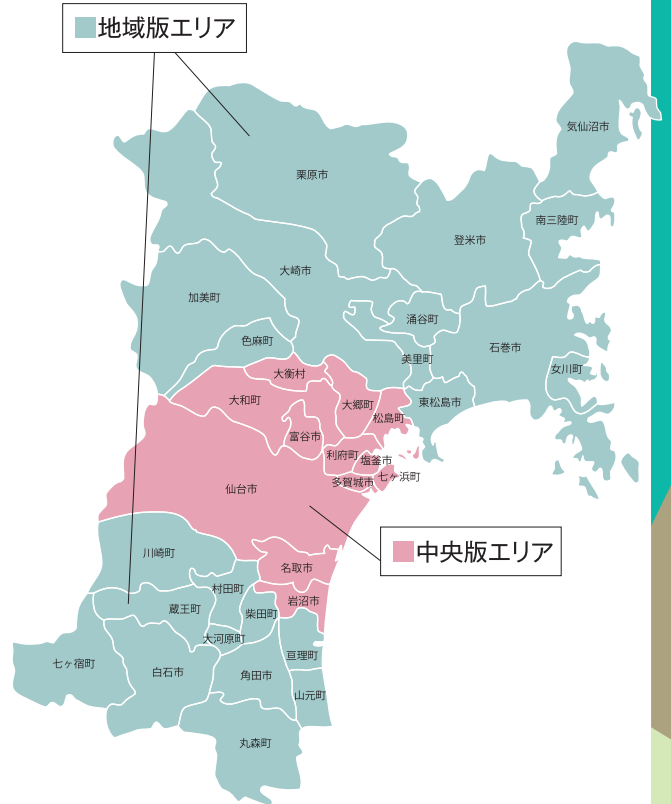 地域版エリア
気仙沼市
栗原市
南三陸町
登米市
大崎市
加美町
涌谷町
色麻町
石巻市
美里町
女川町
大衡村
大和町
東松島市
大郷町
松島町
富谷市
利府町
塩釜市
七ヶ浜町
多賀城市
仙台市
中央版エリア
川崎町
名取市
村田町
岩沼市
蔵王町
柴田町
大河原町
亘理町
七ヶ宿町
白石市
角田市
山元町
丸森町